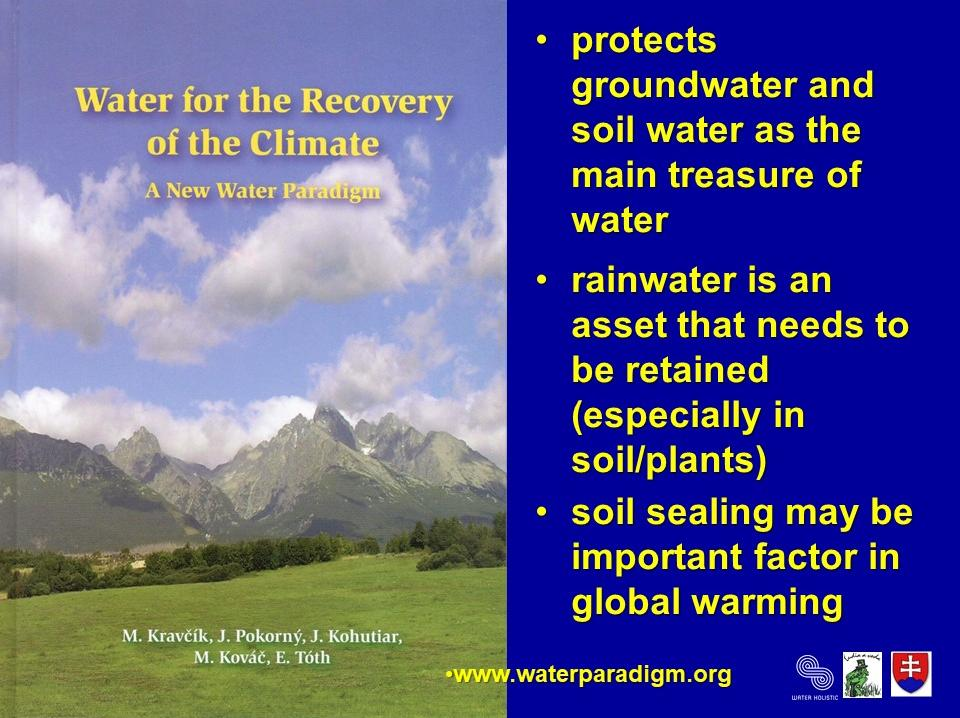 Water for the Recovery
of the Climate
A New Water Paradigm
M. Kravčík, J. Pokorný, J. Kohutiar,
M. Kováč, E. Tóth
• protects
groundwater and
soil water as the
main treasure of
water
• rainwater is an
asset that needs to
be retained
(especially in
soil/plants)
• soil sealing may be
important factor in
global warming
•www.waterparadigm.org
WATER HOLISTIC